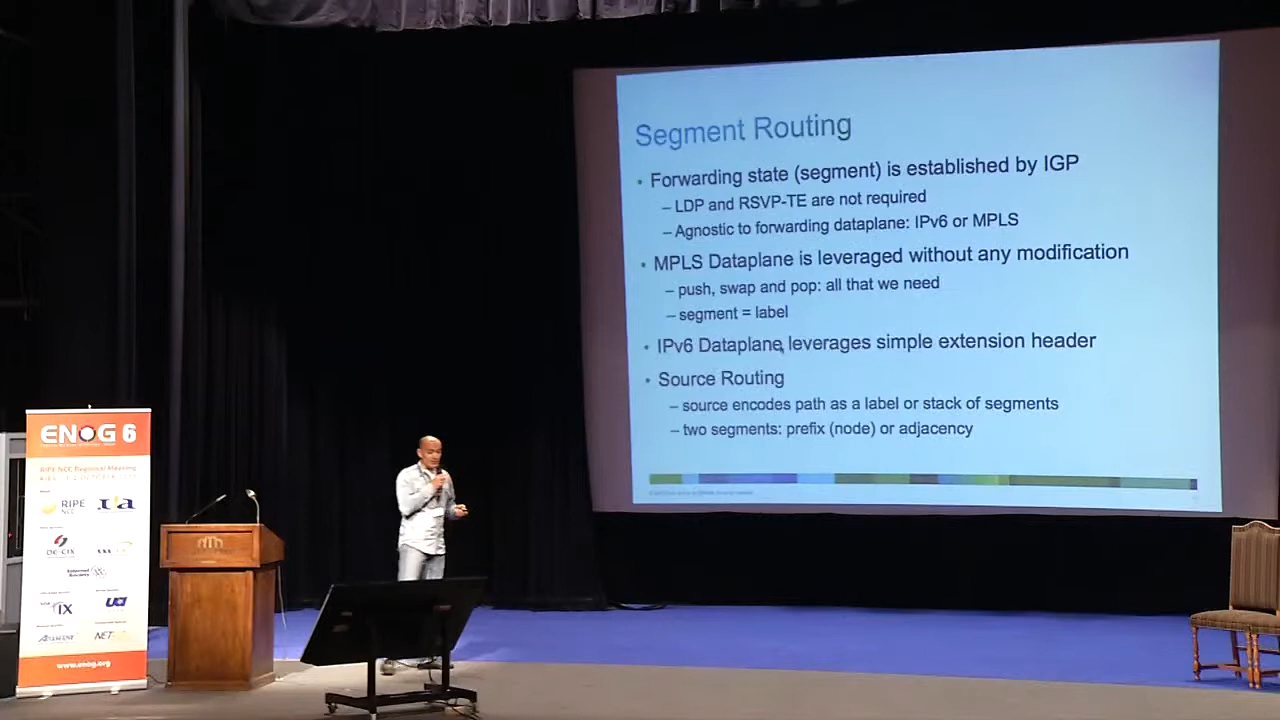 Segment Routing
• Forwarding state (segment) is established by IGP
– LDP and RSVP-TE are not required
– Agnostic to forwarding dataplane: IPv6 or MPLS
• MPLS Dataplane is leveraged without any modification
– push, swap and pop: all that we need
– segment = label
• IPv6 Dataplane leverages simple extension header
• Source Routing
– source encodes path as a label or stack of segments
– two segments: prefix (node) or adjacency
ENOG 6
RIPE NCC Regional Meeting
RIPE NCC
DE-CIX
IX
NET
www.enog.org